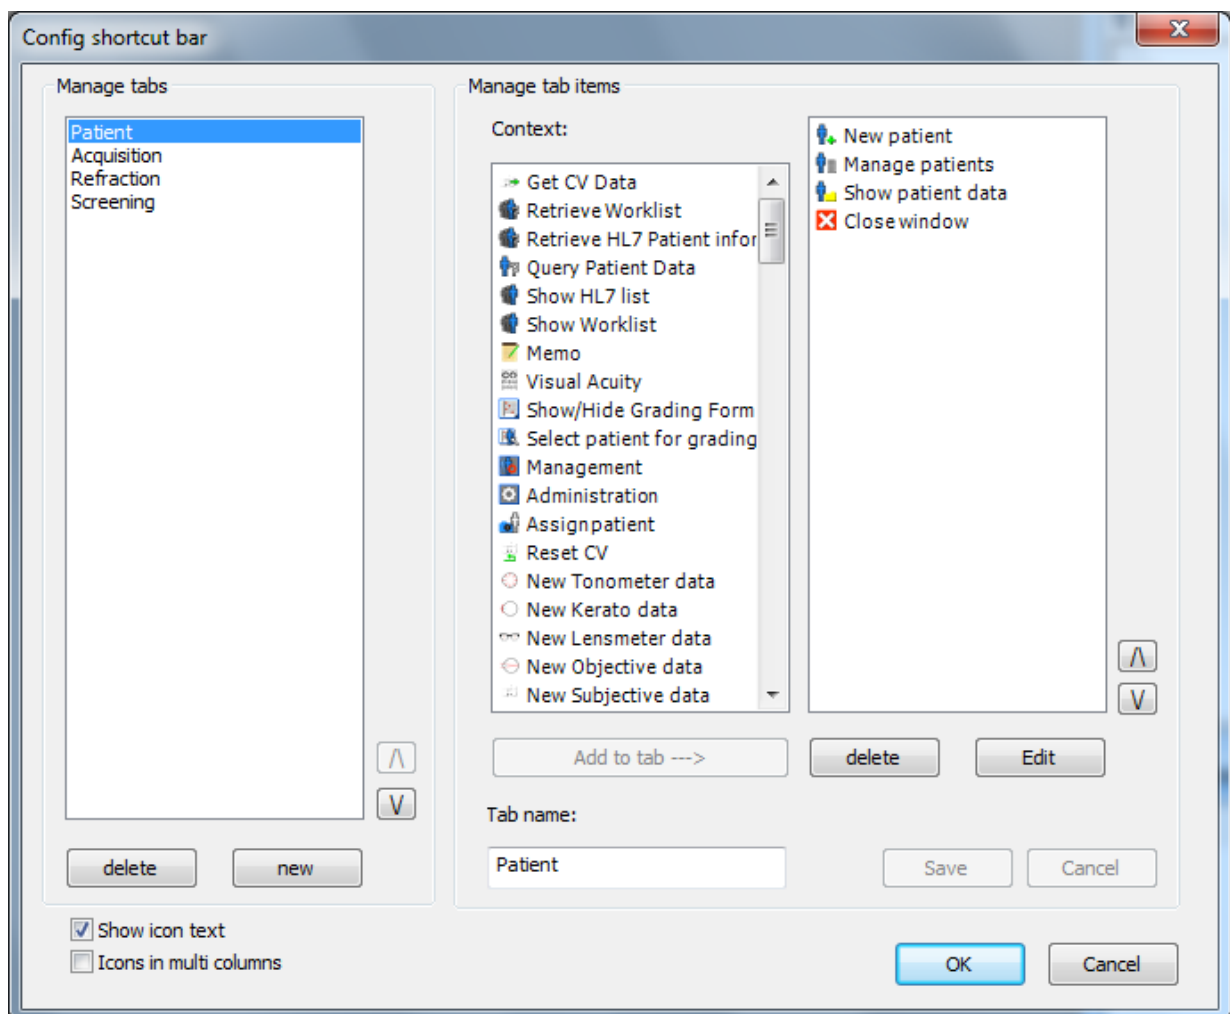 Config shortcut bar
Manage tabs
Patient
Acquisition
Refraction
Screening
/\
\/
delete
new
Manage tab items
Context:
Get CV Data
Retrieve Worklist
Retrieve HL7 Patient infor
Query Patient Data
Show HL7 list
Show Worklist
Memo
Visual Acuity
Show/Hide Grading Form
Select patient for grading
Management
Administration
Assign patient
Reset CV
New Tonometer data
New Kerato data
New Lensmeter data
New Objective data
New Subjective data
New patient
Manage patients
Show patient data
Close window
/\
\/
Add to tab --->
delete
Edit
Tab name:
Patient
Save
Cancel
Show icon text
Icons in multi columns
OK
Cancel